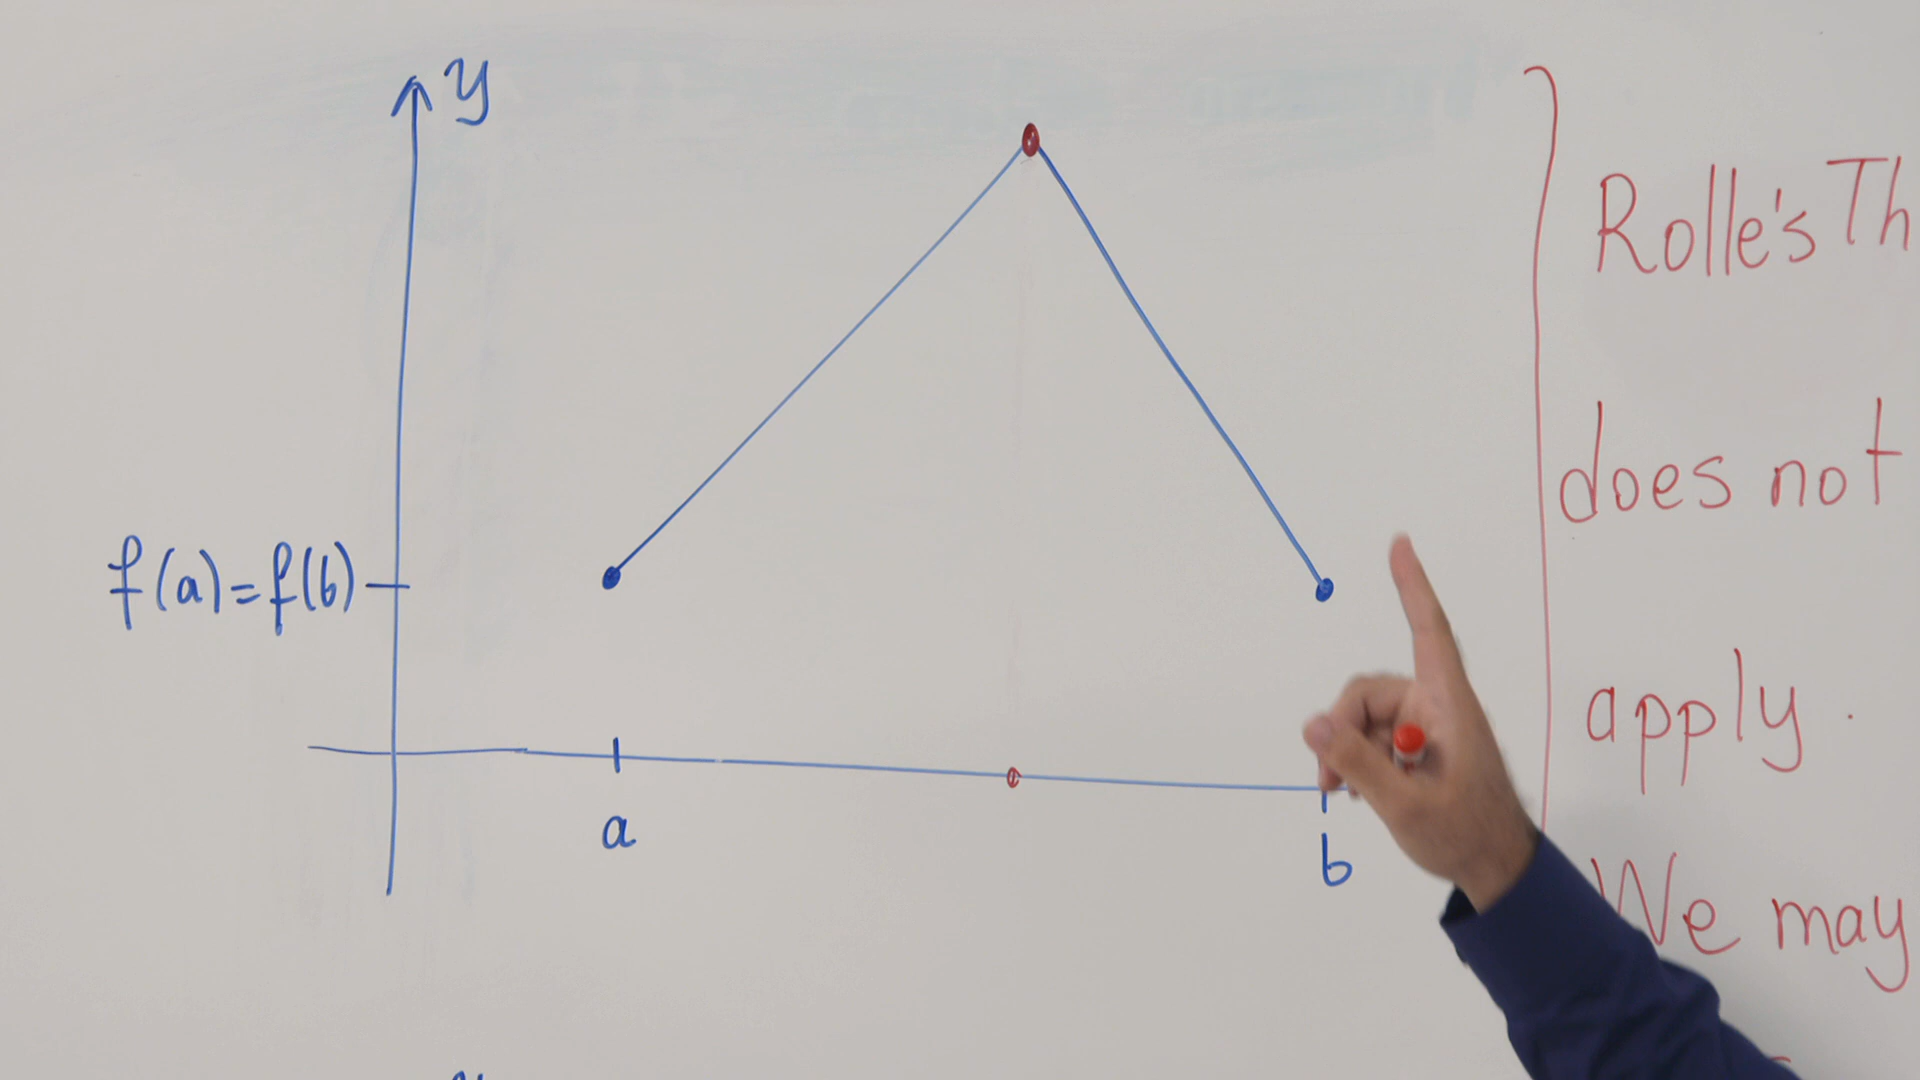 y
f(a)=f(b)
a
b
Rolle's Th
does not
apply.
We may